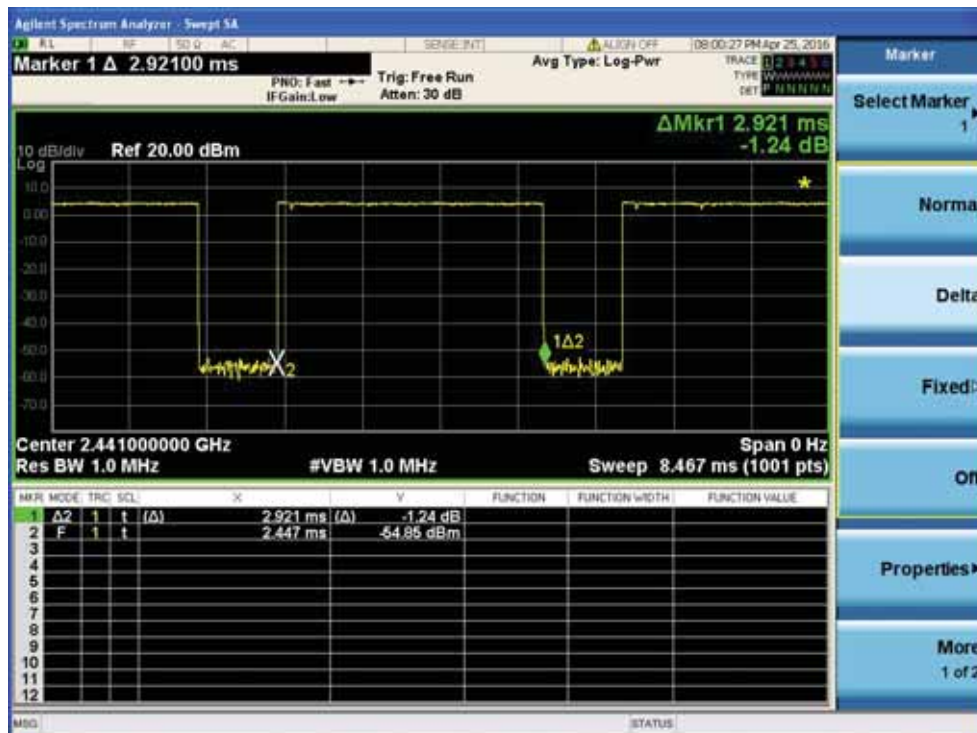 Agilent Spectrum Analyzer - Swept SA
RL RF 50 Ω AC SENSE:INT ALIGN OFF 08:00:27 PM Apr 25, 2016
Marker 1 Δ 2.92100 ms
PNO: Fast Trig: Free Run Avg Type: Log-Pwr TRACE 1 2 3 4 5 6
TYPE
IFGain:Low Atten: 30 dB DET P N N N N N
ΔMkr1 2.921 ms
-1.24 dB
10 dB/div Ref 20.00 dBm
Log
10.0
0.00
-10.0
-20.0
-30.0
-40.0
-50.0
-60.0
-70.0
1Δ2
2
Center 2.441000000 GHz Span 0 Hz
Res BW 1.0 MHz #VBW 1.0 MHz Sweep 8.467 ms (1001 pts)
MKR MODE TRC SCL X Y FUNCTION FUNCTION WIDTH FUNCTION VALUE
1 Δ2 1 t (Δ) 2.921 ms (Δ) -1.24 dB
2 F 1 t 2.447 ms -54.85 dBm
3
4
5
6
7
8
9
10
11
12
MSG STATUS
Marker
Select Marker
1
Norma
Delta
Fixed
Off
Properties
More
1 of 2